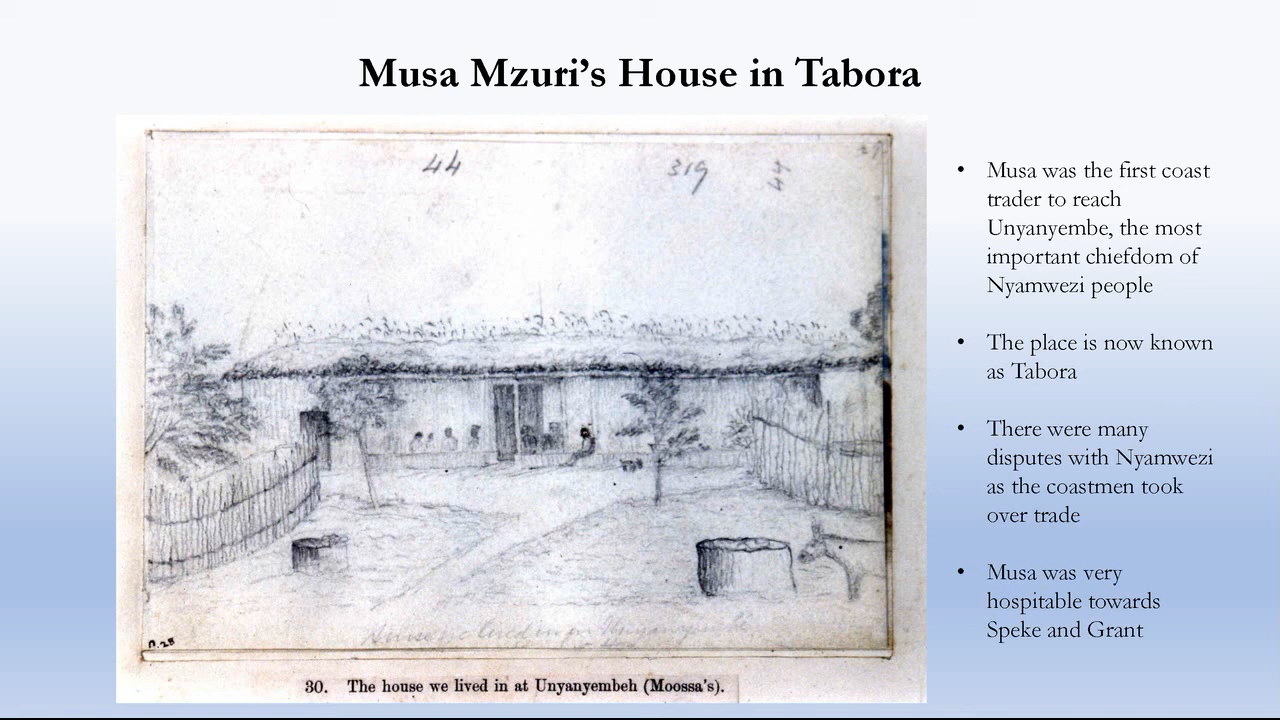 Musa Mzuri's House in Tabora
44
319
44
• Musa was the first coast
trader to reach
Unyanyembe, the most
important chiefdom of
Nyamwezi people
• The place is now known
as Tabora
• There were many
disputes with Nyamwezi
as the coastmen took
over trade
• Musa was very
hospitable towards
Speke and Grant
30. The house we lived in at Unyanyembeh (Moossa's).